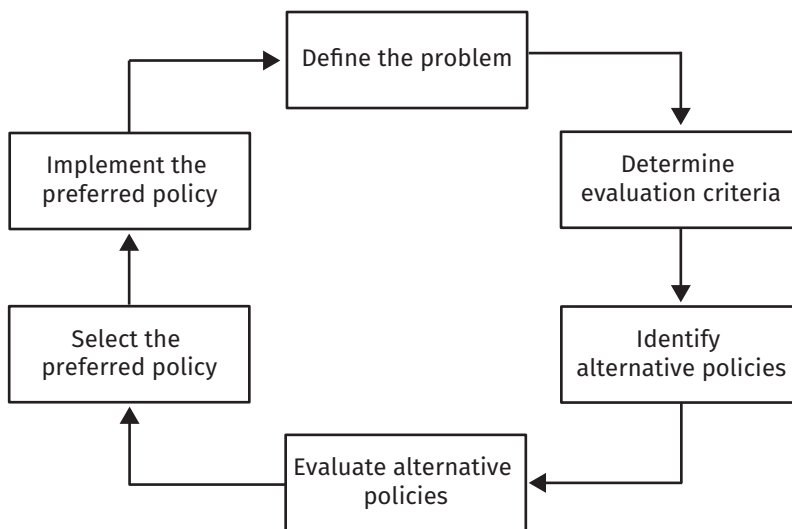 Define the problem
Determine
evaluation criteria
Identify
alternative policies
Evaluate alternative
policies
Select the
preferred policy
Implement the
preferred policy